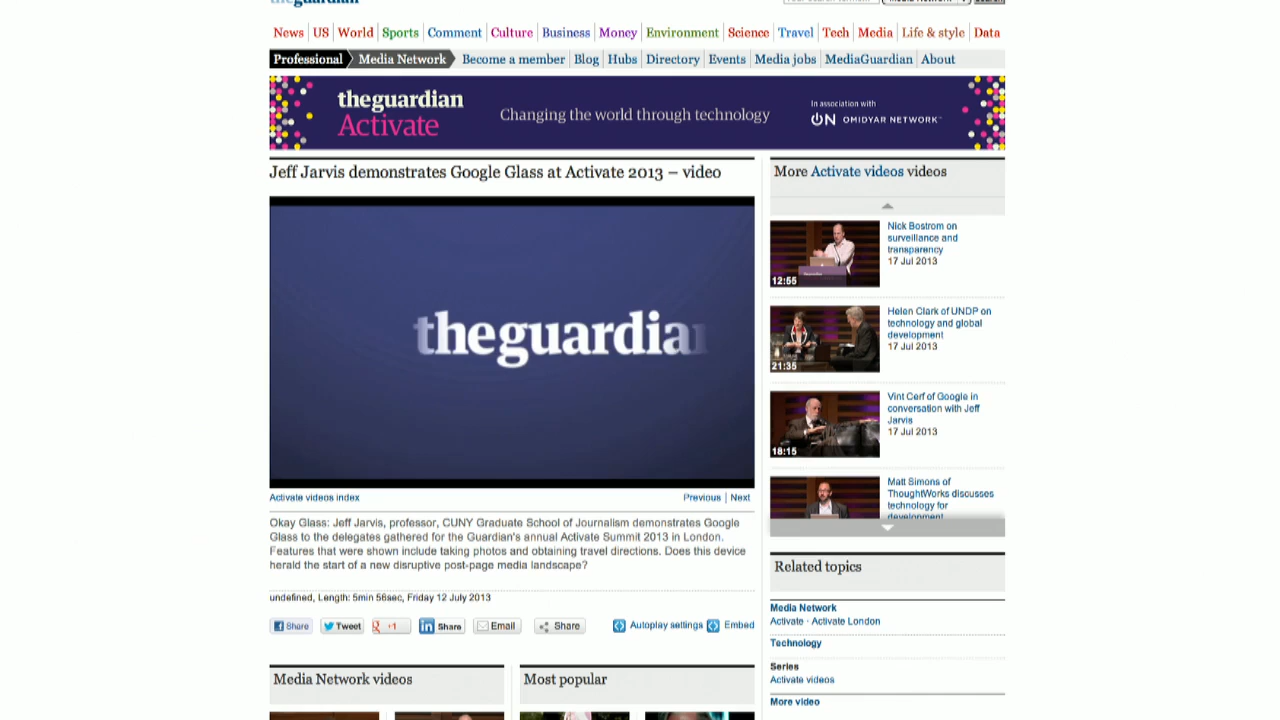 theguardian
News US World Sports Comment Culture Business Money Environment Science Travel Tech Media Life & style Data
Professional Media Network Become a member Blog Hubs Directory Events Media jobs MediaGuardian About
theguardian
Activate
Changing the world through technology
In association with
ON OMIDYAR NETWORK™
Jeff Jarvis demonstrates Google Glass at Activate 2013 – video
theguardia
Activate videos index
Previous | Next
Okay Glass: Jeff Jarvis, professor, CUNY Graduate School of Journalism demonstrates Google
Glass to the delegates gathered for the Guardian's annual Activate Summit 2013 in London.
Features that were shown include taking photos and obtaining travel directions. Does this device
herald the start of a new disruptive post-page media landscape?
undefined, Length: 5min 56sec, Friday 12 July 2013
Share Tweet +1 Share Email Share Autoplay settings Embed
Media Network videos
Most popular
More Activate videos videos
Nick Bostrom on
surveillance and
transparency
17 Jul 2013
12:55
Helen Clark of UNDP on
technology and global
development
17 Jul 2013
21:35
Vint Cerf of Google in
conversation with Jeff
Jarvis
17 Jul 2013
18:15
Matt Simons of
ThoughtWorks discusses
technology for
development
Related topics
Media Network
Activate · Activate London
Technology
Series
Activate videos
More video